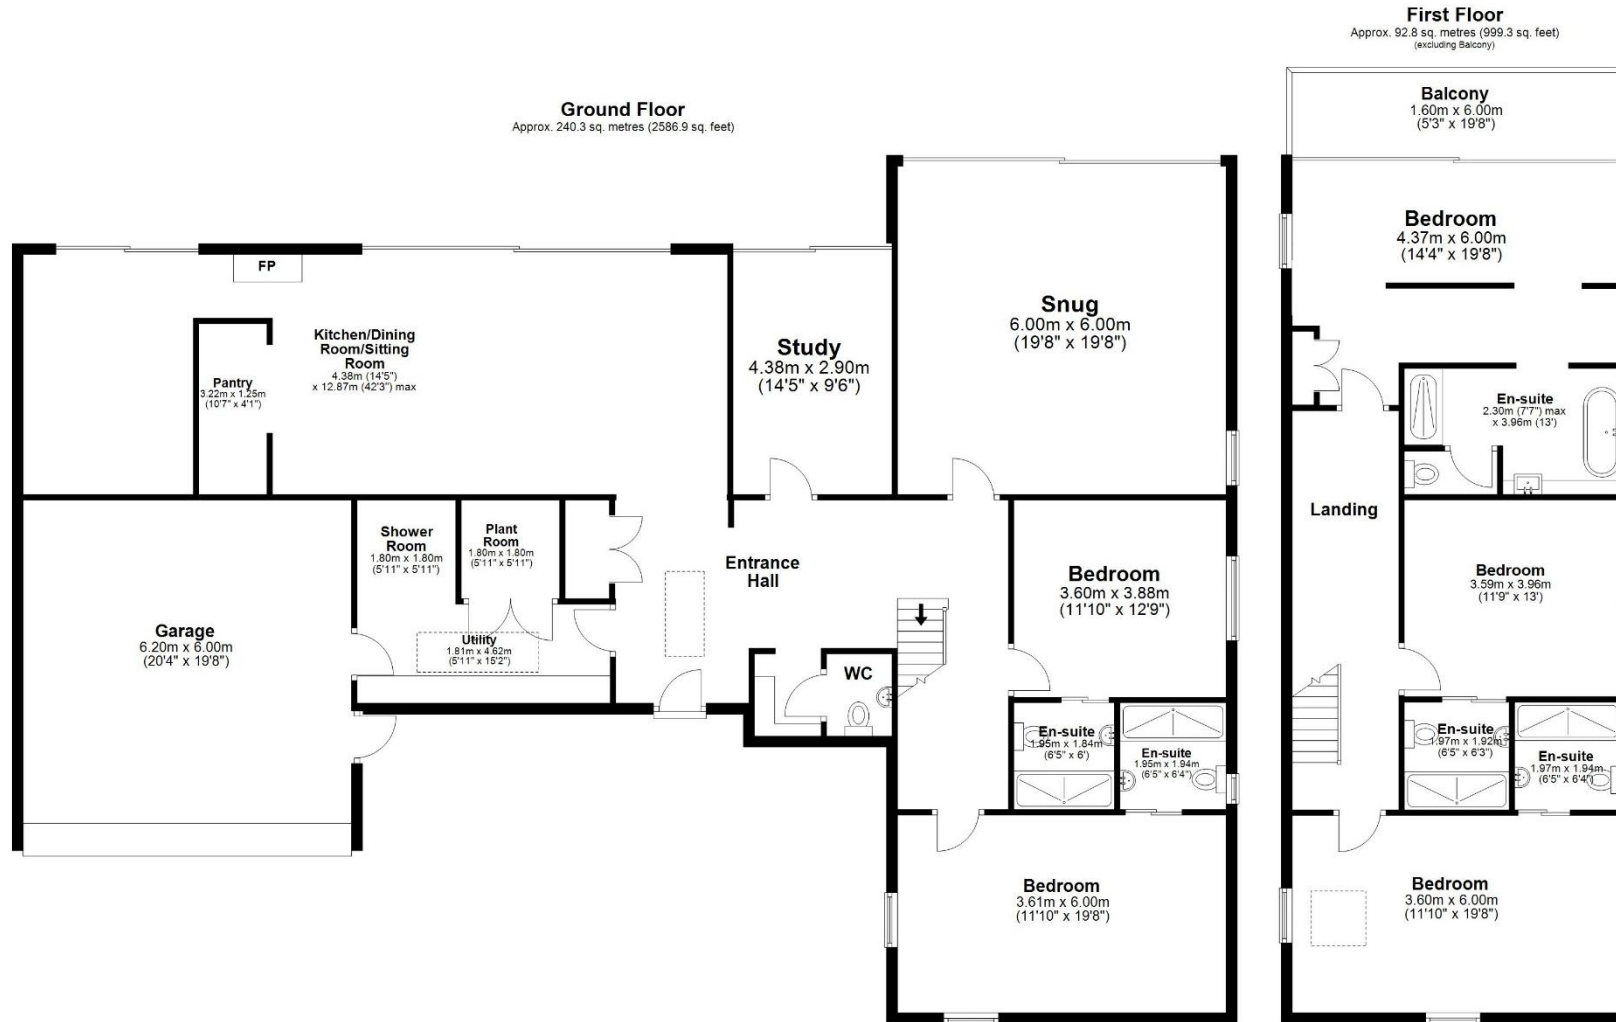 First Floor
Approx. 92.8 sq. metres (999.3 sq. feet)
(excluding Balcony)
Balcony
1.60m x 6.00m
(5'3" x 19'8")
Ground Floor
Approx. 240.3 sq. metres (2586.9 sq. feet)
FP
Kitchen/Dining
Room/Sitting
Room
4.38m (14'5")
x 12.87m (42'3") max
Pantry
3.22m x 1.25m
(10'7" x 4'1")
Study
4.38m x 2.90m
(14'5" x 9'6")
Snug
6.00m x 6.00m
(19'8" x 19'8")
Bedroom
4.37m x 6.00m
(14'4" x 19'8")
En-suite
2.30m (7'7") max
x 3.96m (13')
Landing
Shower
Room
1.80m x 1.80m
(5'11" x 5'11")
Plant
Room
1.80m x 1.80m
(5'11" x 5'11")
Entrance
Hall
Bedroom
3.60m x 3.88m
(11'10" x 12'9")
Bedroom
3.59m x 3.96m
(11'9" x 13')
Garage
6.20m x 6.00m
(20'4" x 19'8")
Utility
1.81m x 4.62m
(5'11" x 15'2")
WC
En-suite
1.95m x 1.84m
(6'5" x 6')
En-suite
1.95m x 1.94m
(6'5" x 6'4")
En-suite
1.97m x 1.92m
(6'5" x 6'3")
En-suite
1.97m x 1.94m
(6'5" x 6'4")
Bedroom
3.61m x 6.00m
(11'10" x 19'8")
Bedroom
3.60m x 6.00m
(11'10" x 19'8")